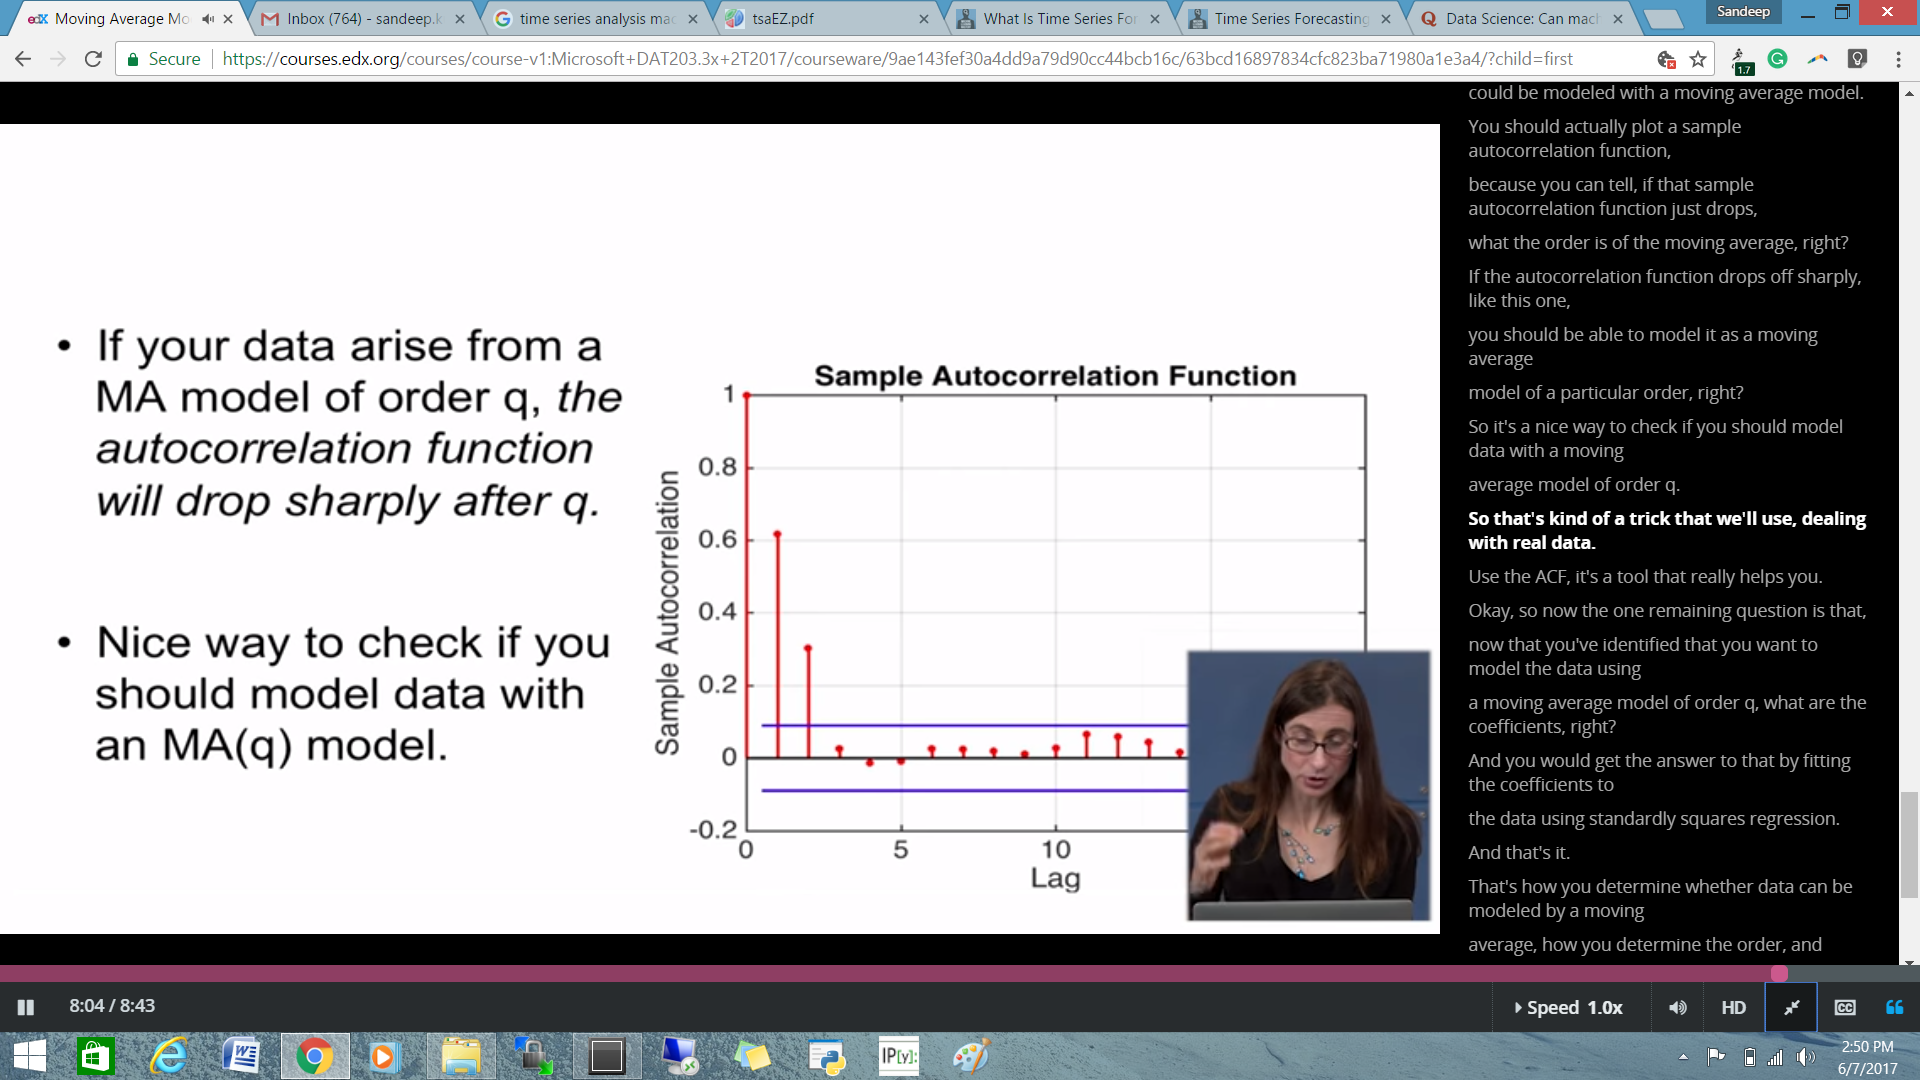 Moving Average Mo
Inbox (764) - sandeep.k
time series analysis mac
tsaEZ.pdf
What Is Time Series For
Time Series Forecasting
Data Science: Can mach
Sandeep
Secure
https://courses.edx.org/courses/course-v1:Microsoft+DAT203.3x+2T2017/courseware/9ae143fef30a4dd9a79d90cc44bcb16c/63bcd16897834cfc823ba71980a1e3a4/?child=first
1.7
• If your data arise from a
MA model of order q, the
autocorrelation function
will drop sharply after q.
• Nice way to check if you
should model data with
an MA(q) model.
Sample Autocorrelation Function
Sample Autocorrelation
1
0.8
0.6
0.4
0.2
0
-0.2
0
5
10
Lag
could be modeled with a moving average model.
You should actually plot a sample
autocorrelation function,
because you can tell, if that sample
autocorrelation function just drops,
what the order is of the moving average, right?
If the autocorrelation function drops off sharply,
like this one,
you should be able to model it as a moving
average
model of a particular order, right?
So it's a nice way to check if you should model
data with a moving
average model of order q.
So that's kind of a trick that we'll use, dealing
with real data.
Use the ACF, it's a tool that really helps you.
Okay, so now the one remaining question is that,
now that you've identified that you want to
model the data using
a moving average model of order q, what are the
coefficients, right?
And you would get the answer to that by fitting
the coefficients to
the data using standardly squares regression.
And that's it.
That's how you determine whether data can be
modeled by a moving
average, how you determine the order, and
8:04 / 8:43
Speed 1.0x
HD
CC
IP[y]:
2:50 PM
6/7/2017